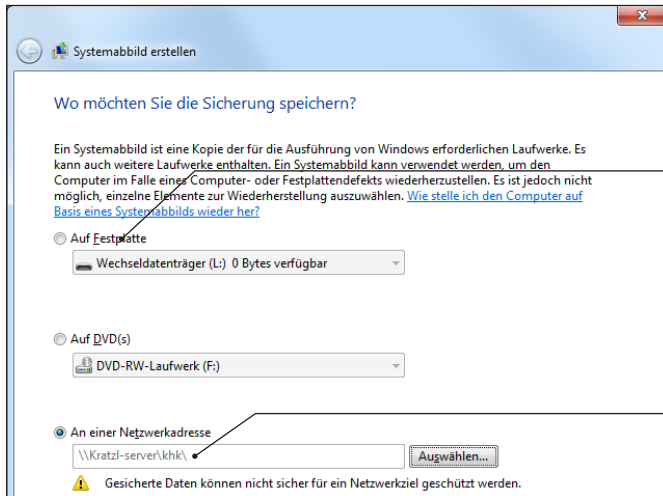 Systemabbild erstellen
Wo möchten Sie die Sicherung speichern?
Ein Systemabbild ist eine Kopie der für die Ausführung von Windows erforderlichen Laufwerke. Es
kann auch weitere Laufwerke enthalten. Ein Systemabbild kann verwendet werden, um den
Computer im Falle eines Computer- oder Festplattendefekts wiederherzustellen. Es ist jedoch nicht
möglich, einzelne Elemente zur Wiederherstellung auszuwählen. Wie stelle ich den Computer auf
Basis eines Systemabbilds wieder her?
Auf Festplatte
Wechseldatenträger (L:) 0 Bytes verfügbar
Auf DVD(s)
DVD-RW-Laufwerk (F:)
An einer Netzwerkadresse
\\Kratzl-server\khk\
Auswählen...
Gesicherte Daten können nicht sicher für ein Netzwerkziel geschützt werden.